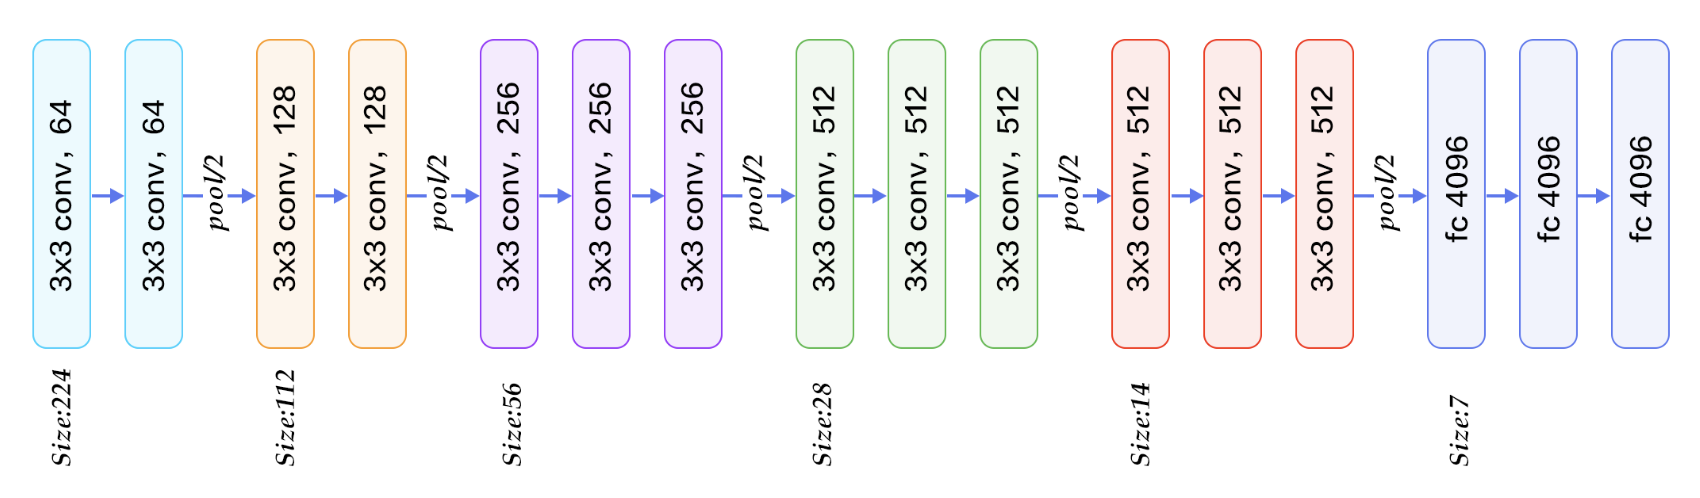 3x3 conv, 64
3x3 conv, 64
pool/2
3x3 conv, 128
3x3 conv, 128
pool/2
3x3 conv, 256
3x3 conv, 256
3x3 conv, 256
pool/2
3x3 conv, 512
3x3 conv, 512
3x3 conv, 512
pool/2
3x3 conv, 512
3x3 conv, 512
3x3 conv, 512
pool/2
fc 4096
fc 4096
fc 4096
Size:224
Size:112
Size:56
Size:28
Size:14
Size:7